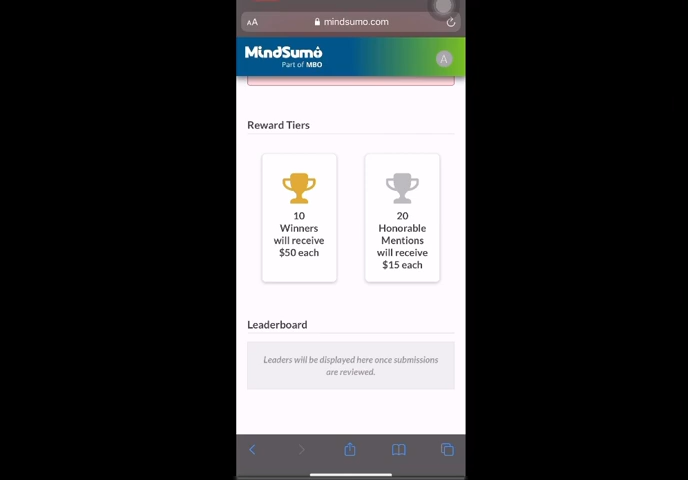 AA mindsumo.com
MindSumo
Part of MBO
A
Reward Tiers
10
Winners
will receive
$50 each
20
Honorable
Mentions
will receive
$15 each
Leaderboard
Leaders will be displayed here once submissions
are reviewed.